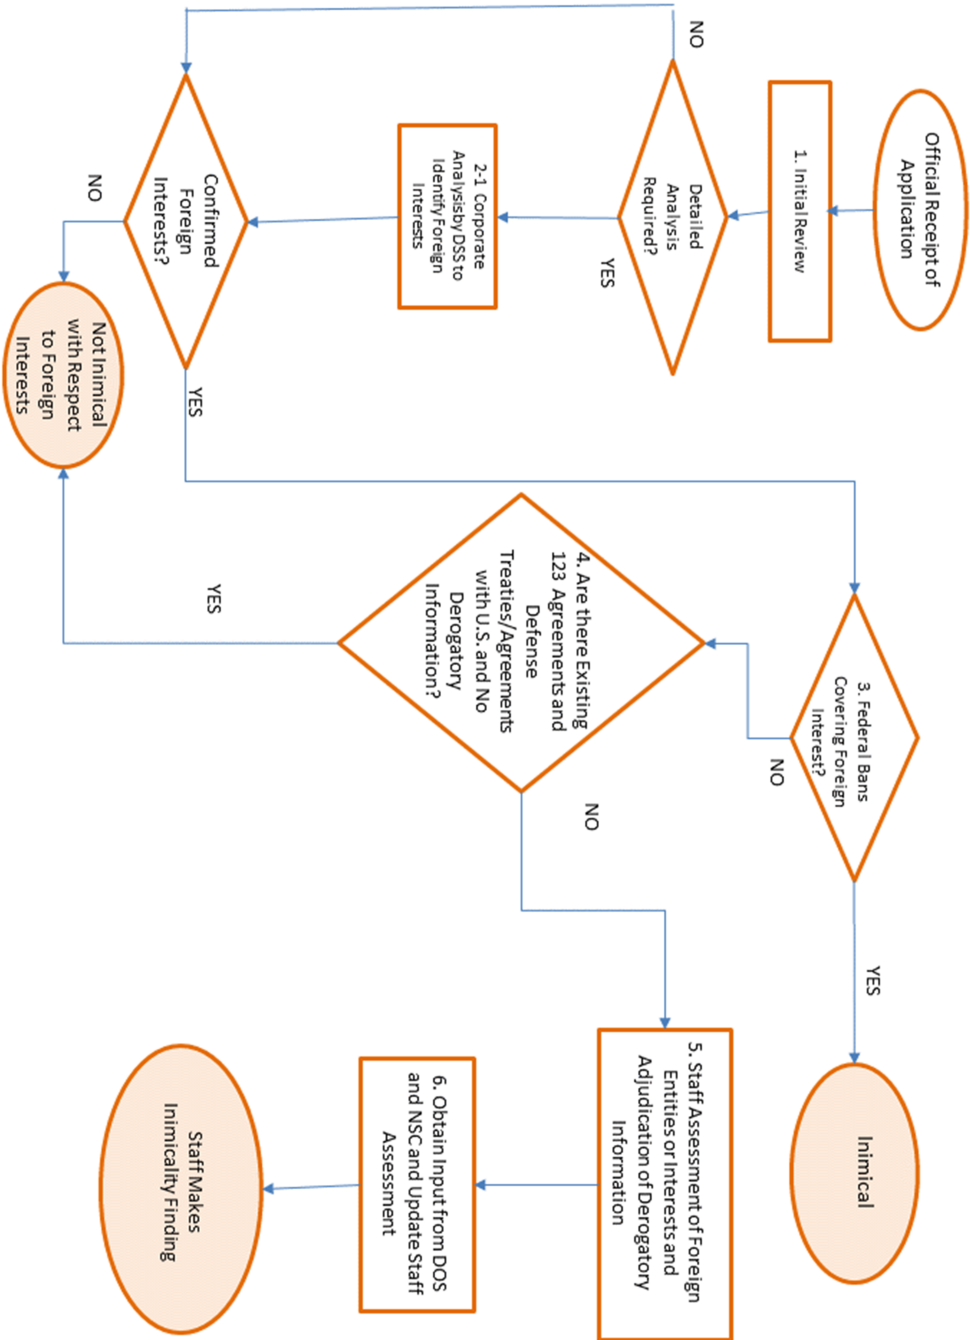 Official Receipt of
Application
1. Initial Review
Detailed
Analysis
Required?
NO
YES
2-1 Corporate
Analysisby DSS to
Identify Foreign
Interests
Confirmed
Foreign
Interests?
NO
YES
Not Inimical
with Respect
to Foreign
Interests
3. Federal Bans
Covering Foreign
Interest?
NO
YES
Inimical
4. Are there Existing
123 Agreements and
Defense
Treaties/Agreements
with U.S. and No
Derogatory
Information?
YES
NO
5. Staff Assessment of Foreign
Entities or Interests and
Adjudication of Derogatory
Information
6. Obtain Input from DOS
and NSC and Update Staff
Assessment
Staff Makes
Inimicality Finding